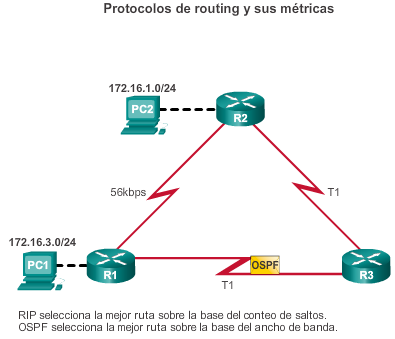 Protocolos de routing y sus métricas
172.16.1.0/24
PC2
R2
56kbps
T1
172.16.3.0/24
PC1
R1
OSPF
R3
T1
RIP selecciona la mejor ruta sobre la base del conteo de saltos.
OSPF selecciona la mejor ruta sobre la base del ancho de banda.